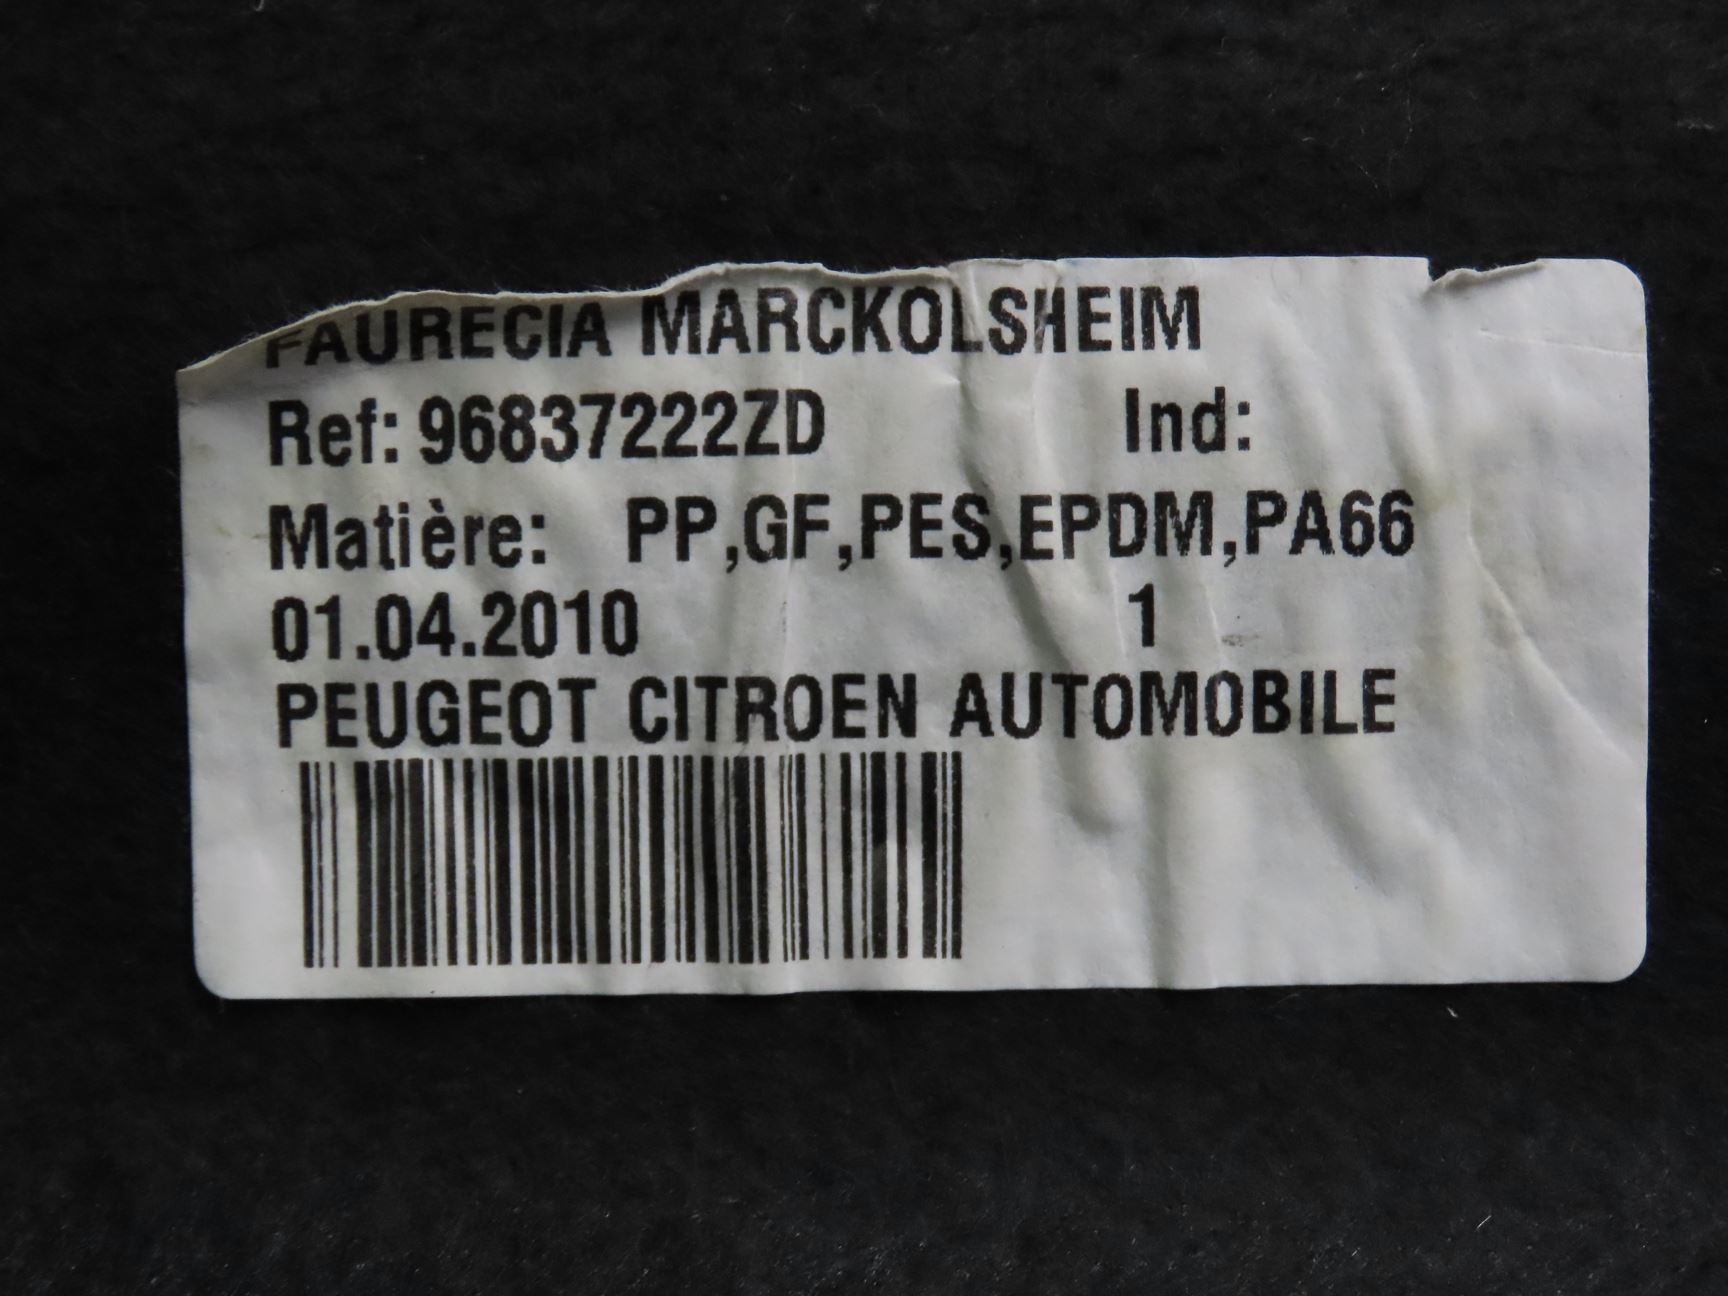 FAURECIA MARCKOLSHEIM
Ref: 96837222ZD Ind:
Matière: PP,GF,PES,EPDM,PA66
01.04.2010 1
PEUGEOT CITROEN AUTOMOBILE